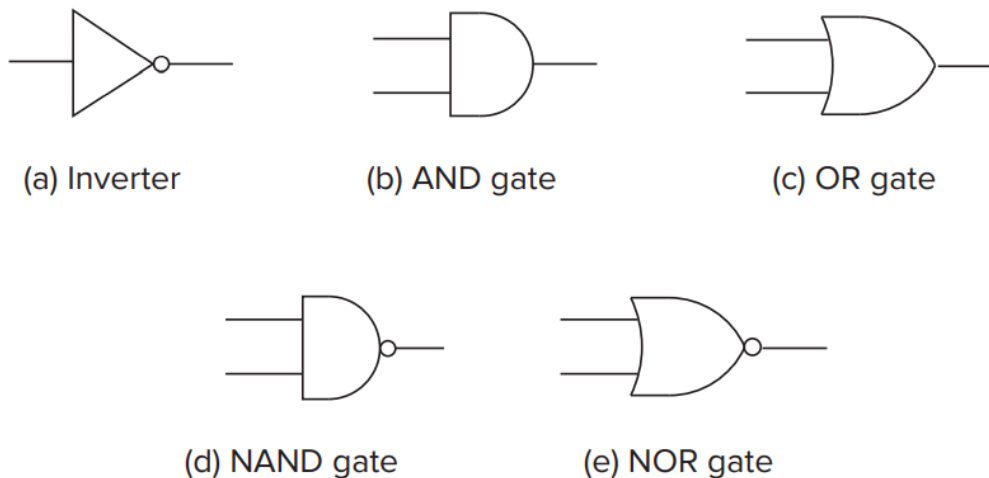 (a) Inverter
(b) AND gate
(c) OR gate
(d) NAND gate
(e) NOR gate